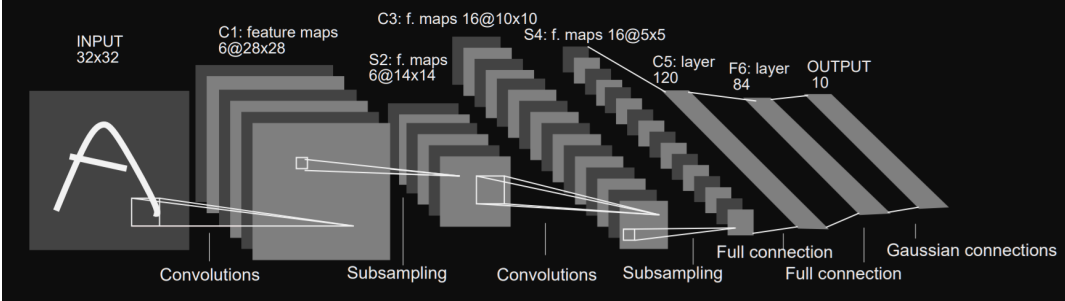 INPUT
32x32
C1: feature maps
6@28x28
S2: f. maps
6@14x14
C3: f. maps 16@10x10
S4: f. maps 16@5x5
C5: layer
120
F6: layer
84
OUTPUT
10
Convolutions
Subsampling
Convolutions
Subsampling
Full connection
Full connection
Gaussian connections
A